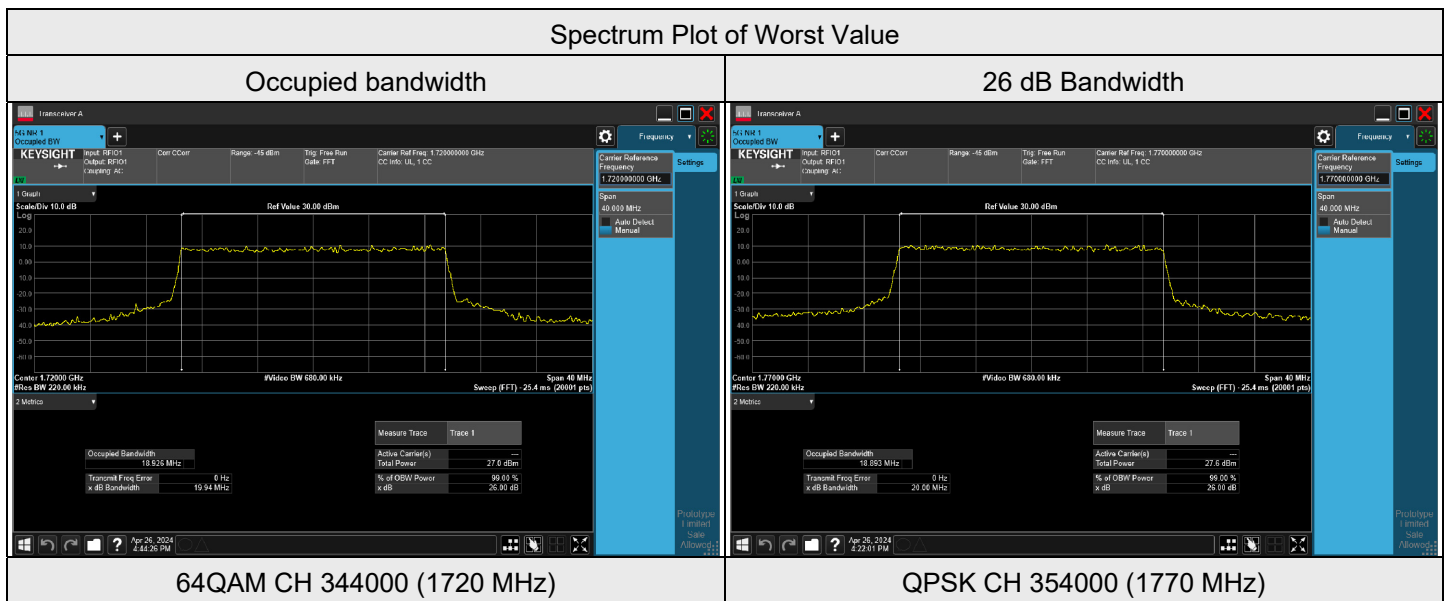 Spectrum Plot of Worst Value
Occupied bandwidth
26 dB Bandwidth
Transceiver A
5G NR 1
Occupied BW
+
Frequency
KEYSIGHT
Input: RFIO1
Output: RFIO1
Coupling: AC
Corr CCorr
Range: -45 dBm
Trig: Free Run
Gate: FFT
Carrier Ref Freq: 1.720000000 GHz
CC Info: UL, 1 CC
Carrier Reference
Frequency
1.720000000 GHz
Settings
Span
40.000 MHz
Auto Detect
Manual
1 Graph
Scale/Div 10.0 dB
Ref Value 30.00 dBm
Log
20.0
10.0
0.00
-10.0
-20.0
-30.0
-40.0
-50.0
-60.0
Center 1.72000 GHz
#Video BW 680.00 kHz
Span 40 MHz
#Res BW 220.00 kHz
Sweep (FFT) ~25.4 ms (20001 pts)
2 Metrics
Measure Trace Trace 1
Occupied Bandwidth
18.926 MHz
Active Carrier(s) ---
Total Power 27.0 dBm
Transmit Freq Error 0 Hz
x dB Bandwidth 19.94 MHz
% of OBW Power 99.00 %
x dB 26.00 dB
Prototype
Limited
Sale
Allowed
?
Apr 26, 2024
4:44:26 PM
Transceiver A
5G NR 1
Occupied BW
+
Frequency
KEYSIGHT
Input: RFIO1
Output: RFIO1
Coupling: AC
Corr CCorr
Range: -45 dBm
Trig: Free Run
Gate: FFT
Carrier Ref Freq: 1.770000000 GHz
CC Info: UL, 1 CC
Carrier Reference
Frequency
1.770000000 GHz
Settings
Span
40.000 MHz
Auto Detect
Manual
1 Graph
Scale/Div 10.0 dB
Ref Value 30.00 dBm
Log
20.0
10.0
0.00
-10.0
-20.0
-30.0
-40.0
-50.0
-60.0
Center 1.77000 GHz
#Video BW 680.00 kHz
Span 40 MHz
#Res BW 220.00 kHz
Sweep (FFT) ~25.4 ms (20001 pts)
2 Metrics
Measure Trace Trace 1
Occupied Bandwidth
18.893 MHz
Active Carrier(s) ---
Total Power 27.6 dBm
Transmit Freq Error 0 Hz
x dB Bandwidth 20.00 MHz
% of OBW Power 99.00 %
x dB 26.00 dB
Prototype
Limited
Sale
Allowed
?
Apr 26, 2024
4:22:01 PM
64QAM CH 344000 (1720 MHz)
QPSK CH 354000 (1770 MHz)